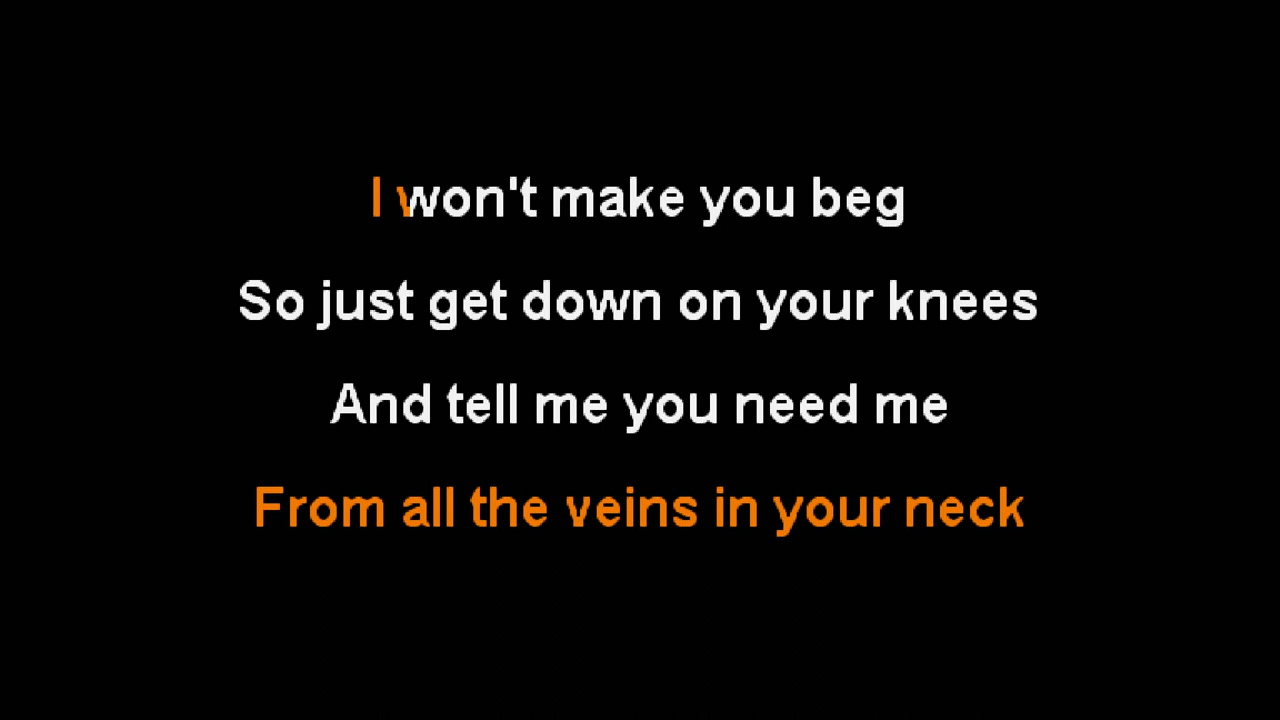 I won't make you beg
So just get down on your knees
And tell me you need me
From all the veins in your neck